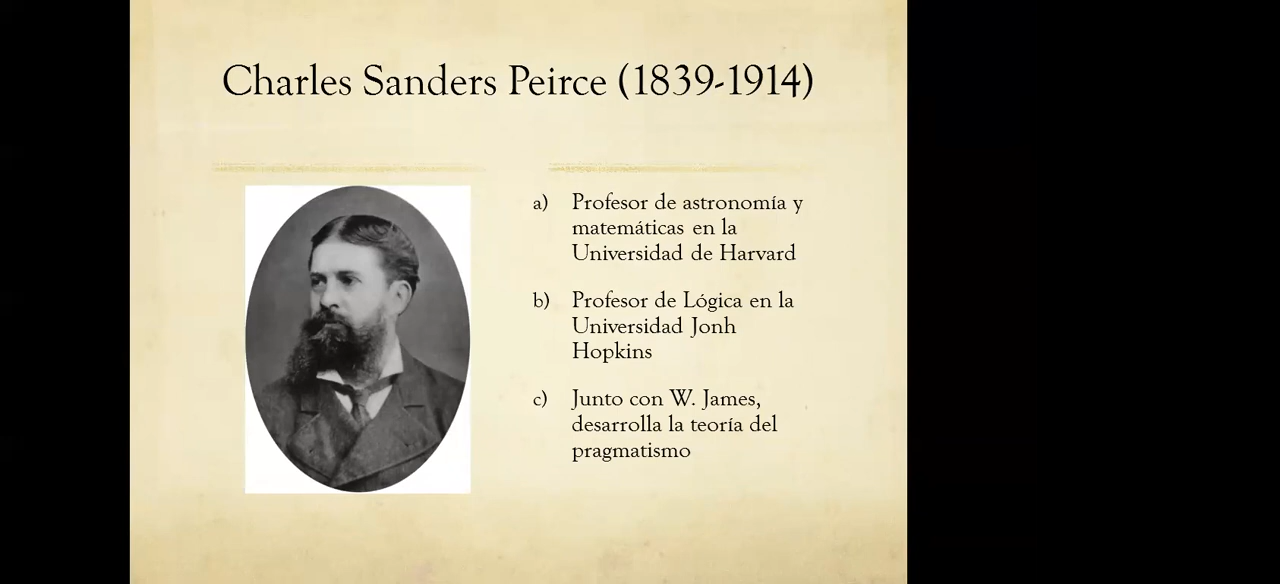 Charles Sanders Peirce (1839-1914)
a) Profesor de astronomía y
matemáticas en la
Universidad de Harvard
b) Profesor de Lógica en la
Universidad Jonh
Hopkins
c) Junto con W. James,
desarrolla la teoría del
pragmatismo